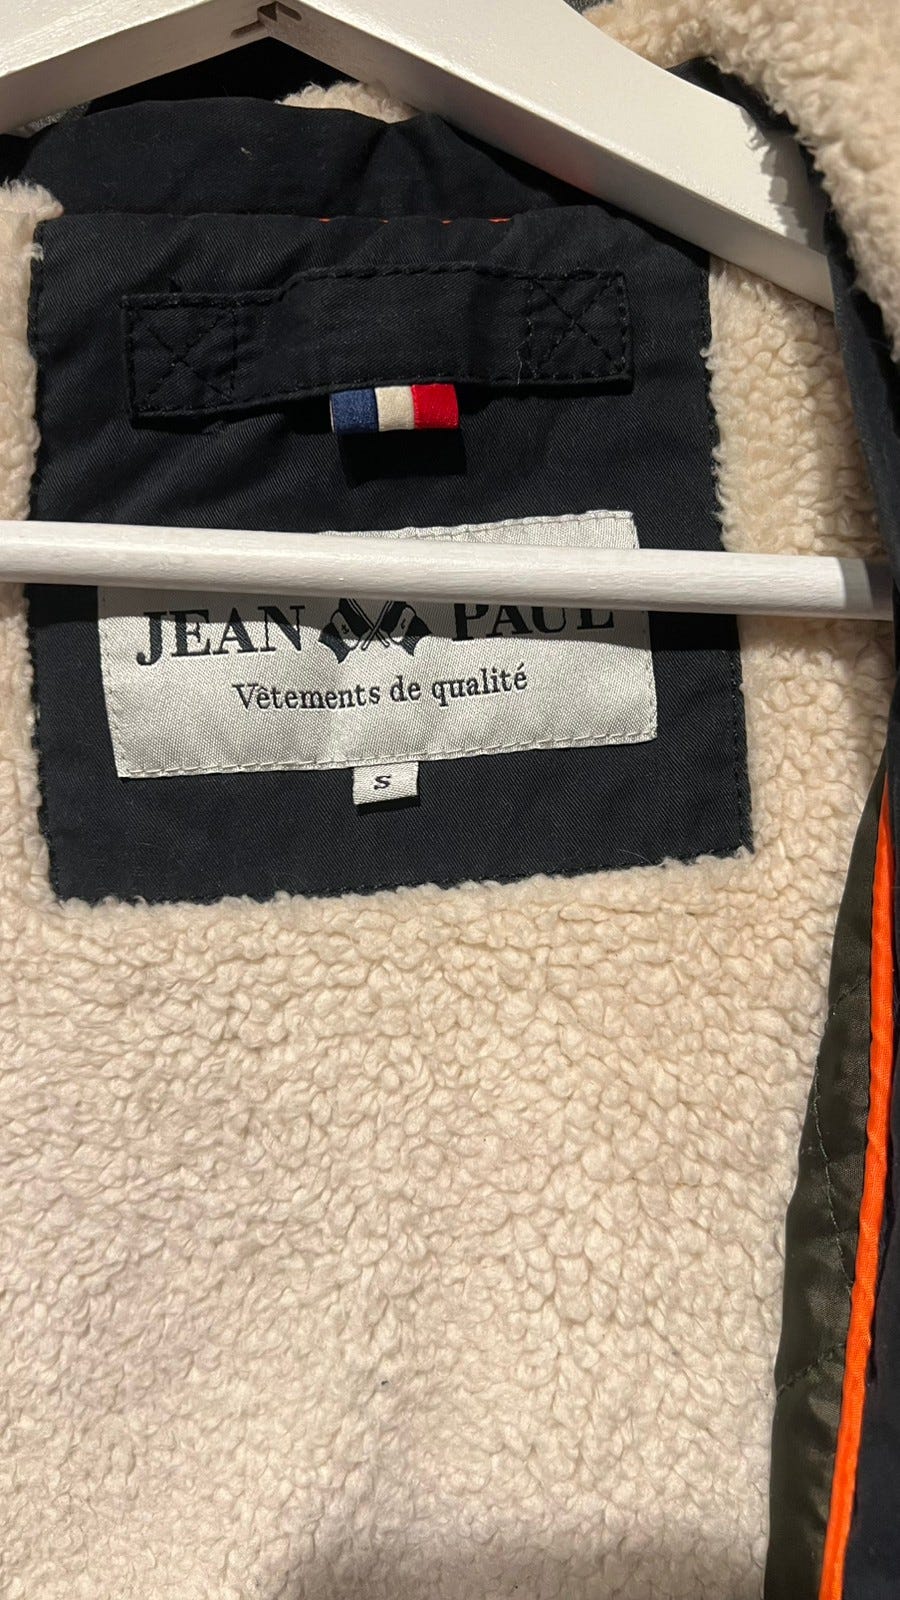 JEAN PAUL
Vêtements de qualité
S